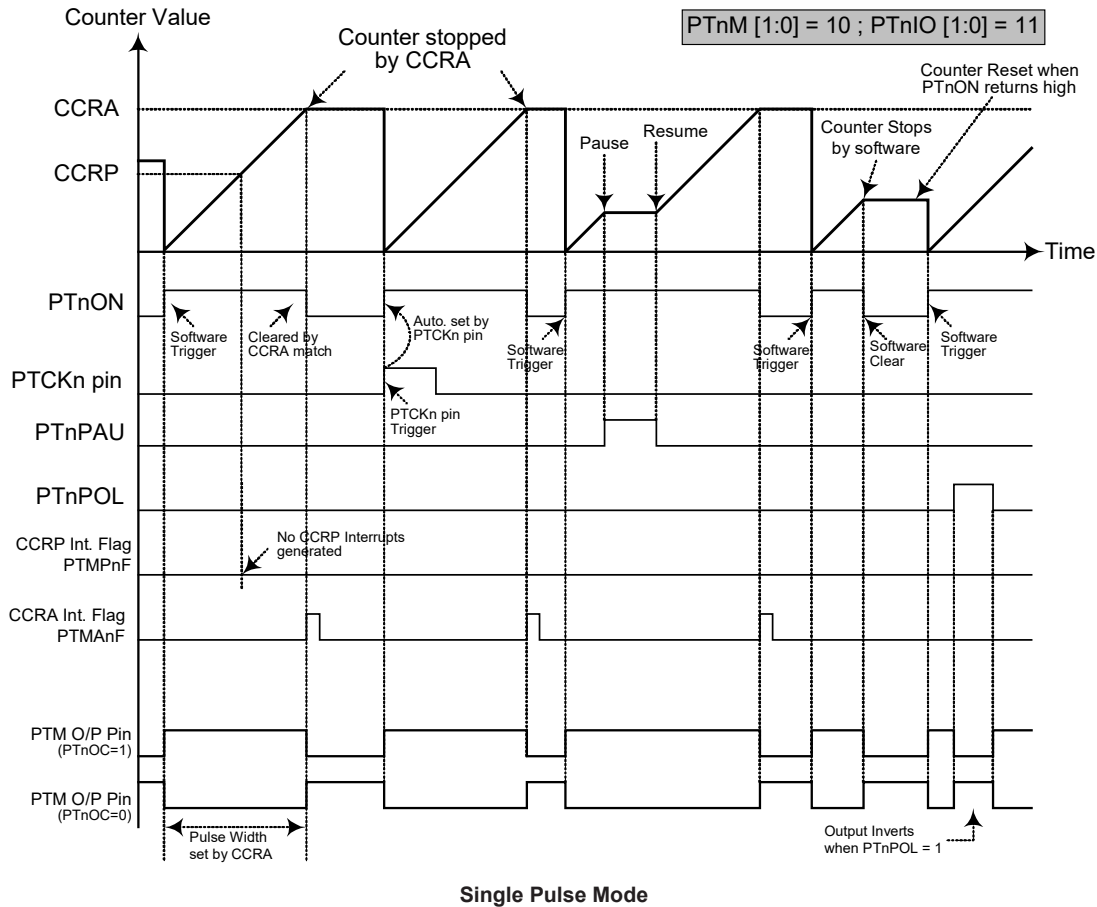 Counter Value
PTnM [1:0] = 10 ; PTnIO [1:0] = 11
Counter stopped
by CCRA
Counter Reset when
PTnON returns high
CCRA
CCRP
Pause
Resume
Counter Stops
by software
Time
PTnON
Software
Trigger
Cleared by
CCRA match
Auto. set by
PTCKn pin
Software
Trigger
Software
Trigger
Software
Clear
Software
Trigger
PTCKn pin
PTCKn pin
Trigger
PTnPAU
PTnPOL
CCRP Int. Flag
PTMPnF
No CCRP Interrupts
generated
CCRA Int. Flag
PTMAnF
PTM O/P Pin
(PTnOC=1)
PTM O/P Pin
(PTnOC=0)
Pulse Width
set by CCRA
Output Inverts
when PTnPOL = 1
Single Pulse Mode